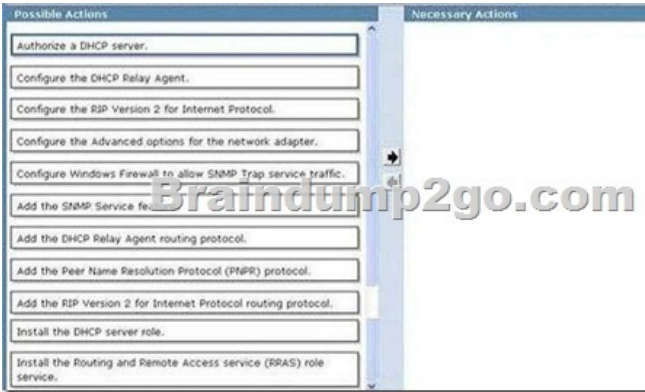 Possible Actions
Necessary Actions
Authorize a DHCP server.
Configure the DHCP Relay Agent.
Configure the RIP Version 2 for Internet Protocol.
Configure the Advanced options for the network adapter.
Configure Windows Firewall to allow SNMP Trap service traffic.
Braindump2go.com
Add the SNMP Service
Add the DHCP Relay Agent routing protocol.
Add the Peer Name Resolution Protocol (PNPR) protocol.
Add the RIP Version 2 for Internet Protocol routing protocol.
Install the DHCP server role.
Install the Routing and Remote Access service (RRAS) role
service.